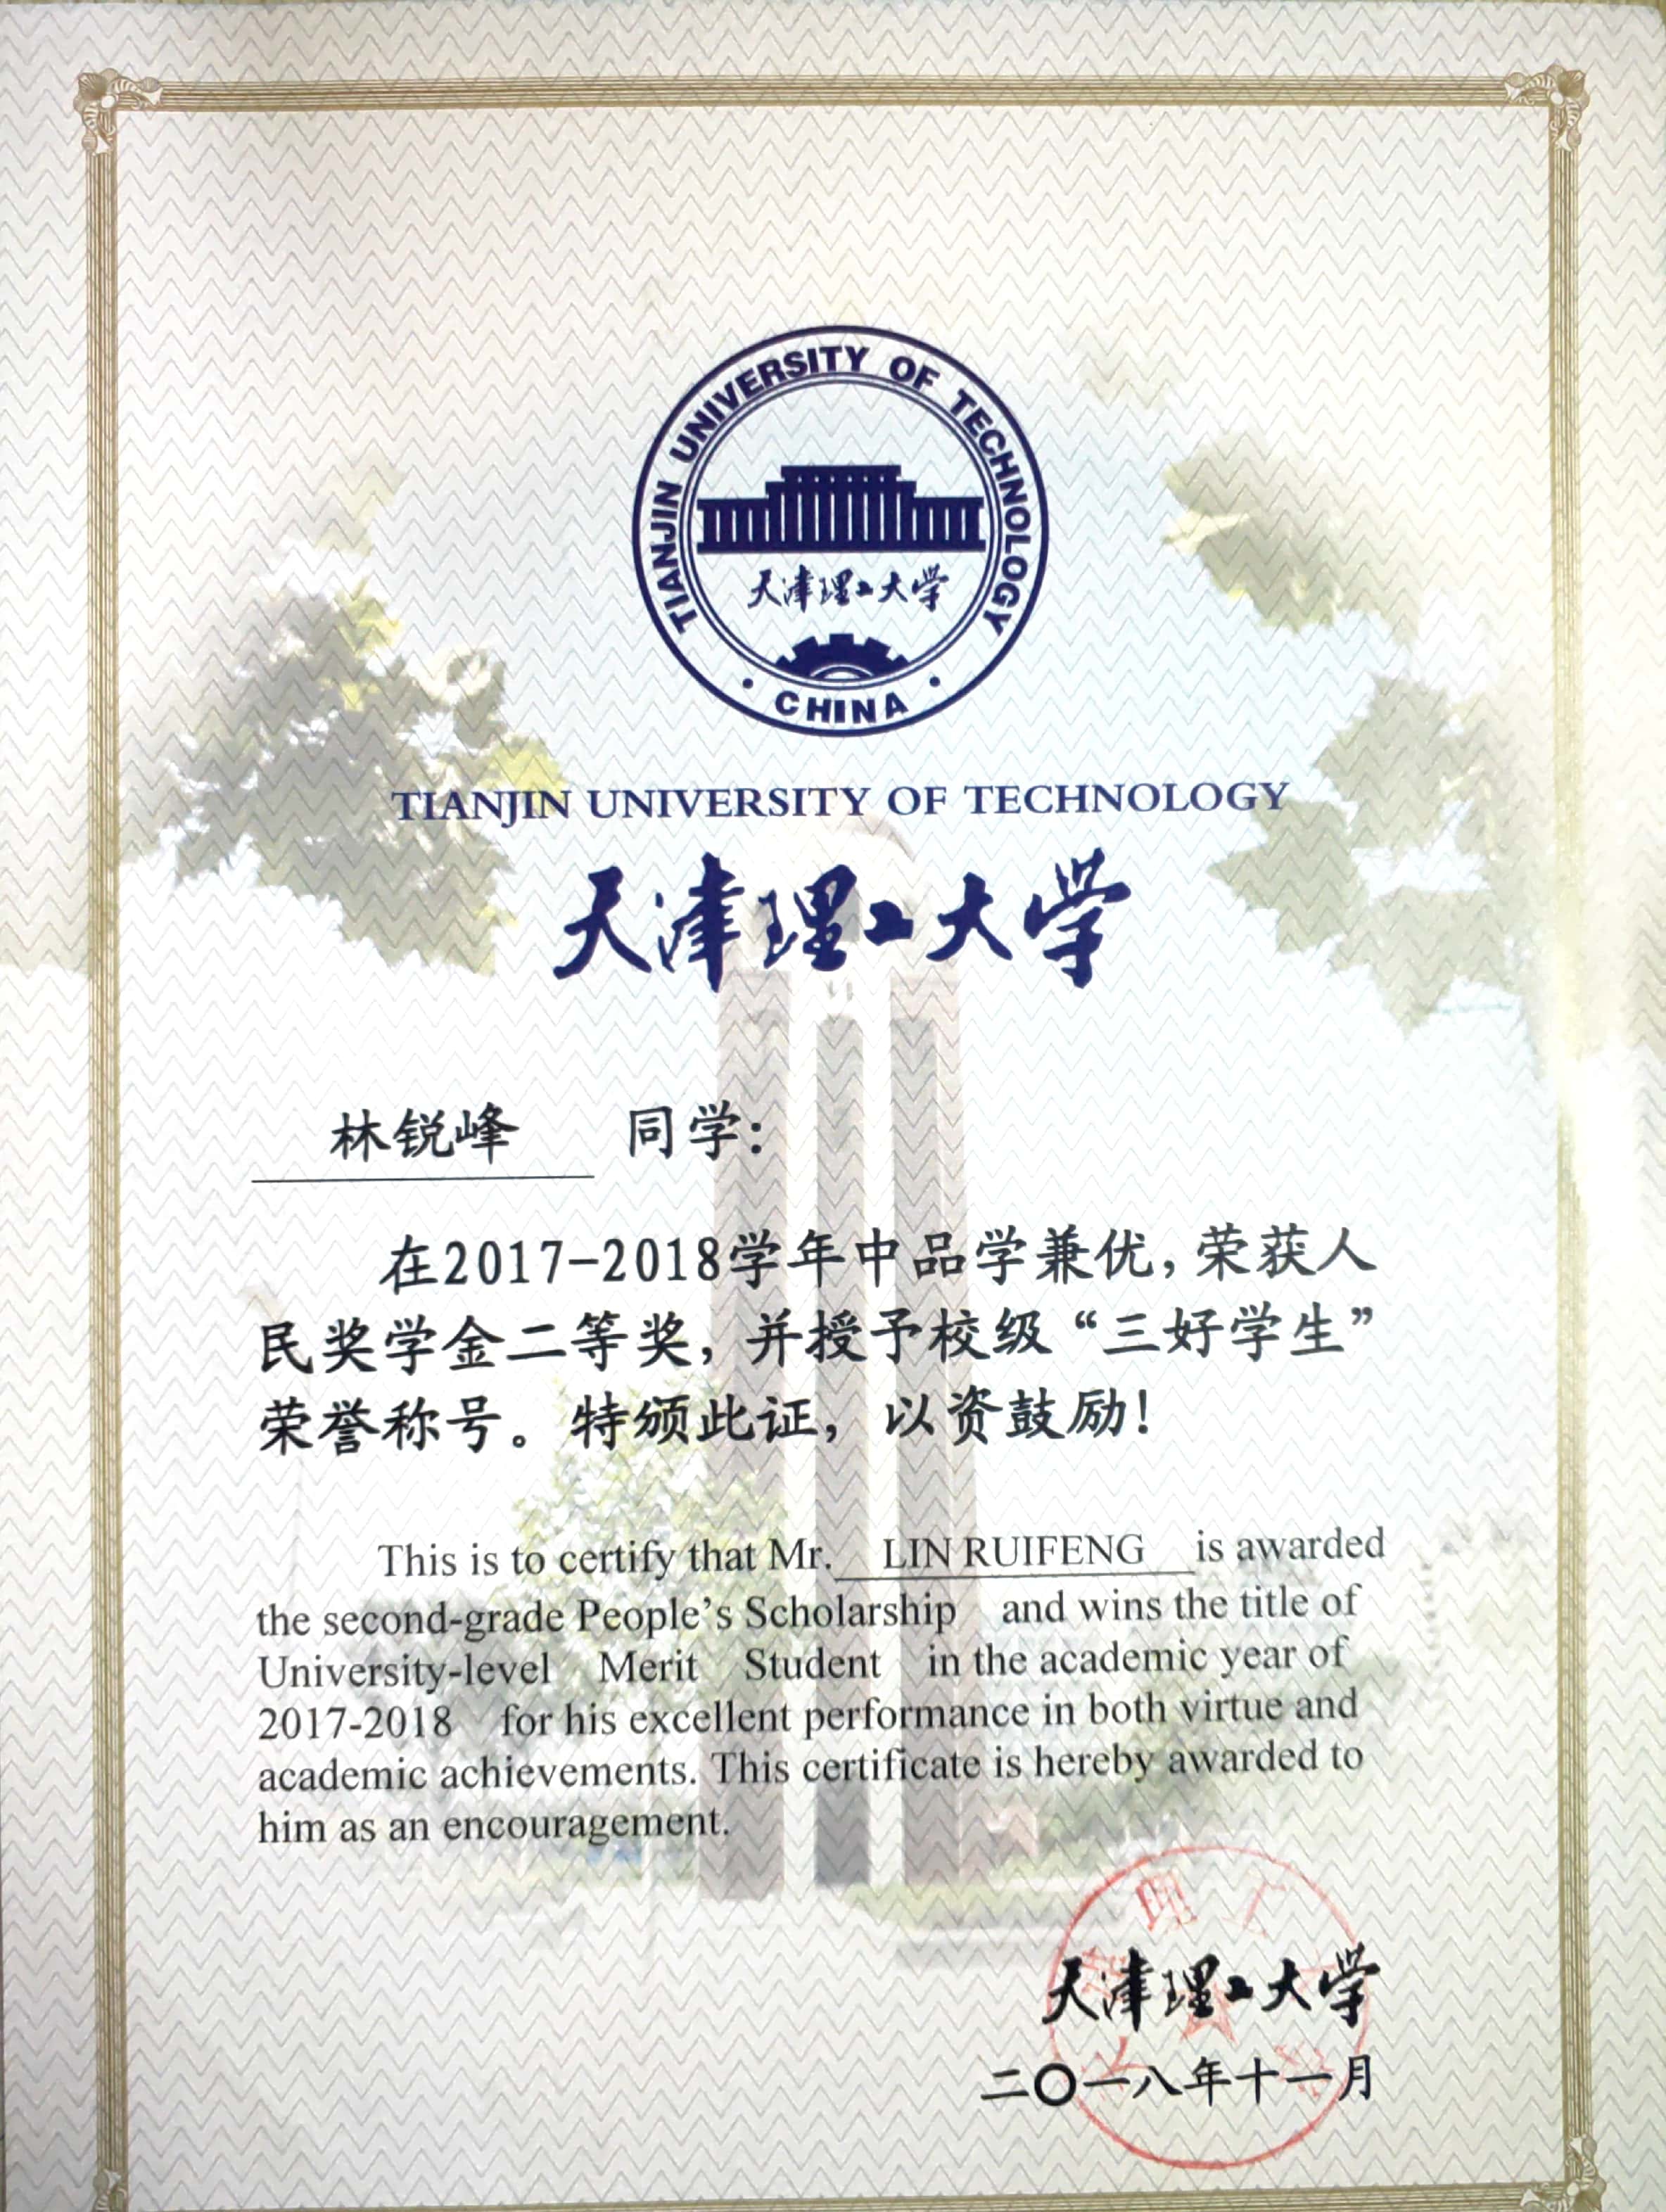 TIANJIN UNIVERSITY OF TECHNOLOGY
天津理工大学
CHINA
TIANJIN UNIVERSITY OF TECHNOLOGY
天津理工大学
林锐峰 同学：
在2017-2018学年中品学兼优，荣获人
民奖学金二等奖，并授予校级“三好学生”
荣誉称号。特颁此证，以资鼓励！
This is to certify that Mr. LIN RUIFENG is awarded
the second-grade People’s Scholarship and wins the title of
University-level Merit Student in the academic year of
2017-2018 for his excellent performance in both virtue and
academic achievements. This certificate is hereby awarded to
him as an encouragement.
理工
天津理工大学
二〇一八年十一月